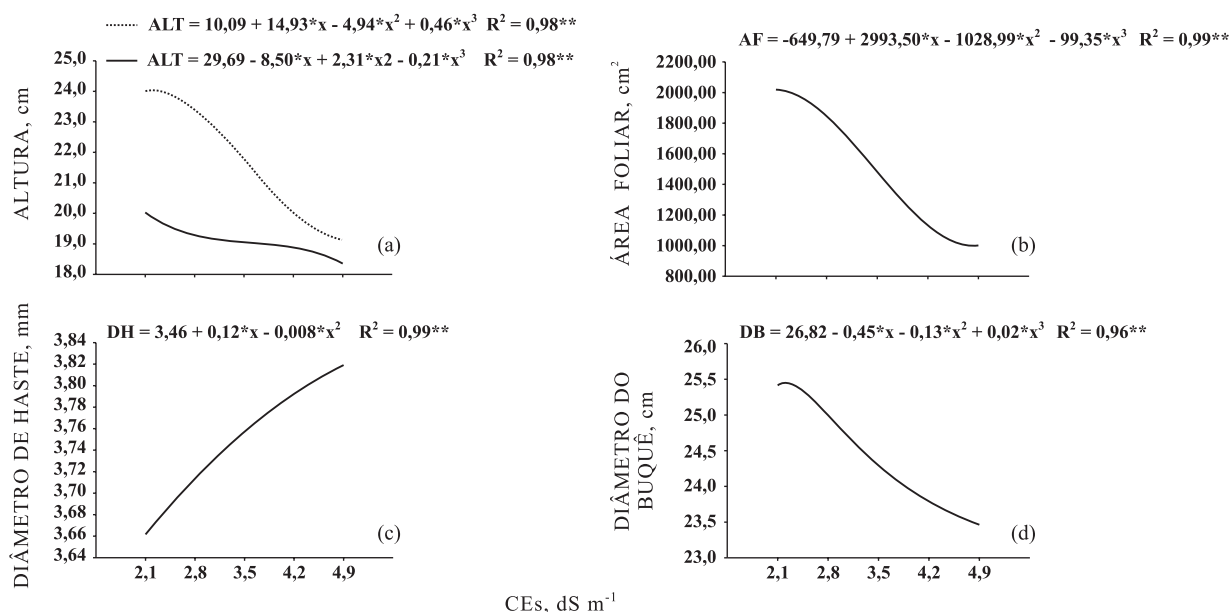 ALT = 10,09 + 14,93*x - 4,94*x² + 0,46*x³ R² = 0,98**
ALT = 29,69 - 8,50*x + 2,31*x2 - 0,21*x³ R² = 0,98**
25,0
24,0
23,0
22,0
21,0
20,0
19,0
18,0
ALTURA, cm
(a)
AF = -649,79 + 2993,50*x - 1028,99*x² - 99,35*x³ R² = 0,99**
2200,00
2000,00
1800,00
1600,00
1400,00
1200,00
1000,00
800,00
ÁREA FOLIAR, cm²
(b)
DH = 3,46 + 0,12*x - 0,008*x² R² = 0,99**
3,84
3,82
3,80
3,78
3,76
3,74
3,72
3,70
3,68
3,66
3,64
DIÂMETRO DE HASTE, mm
(c)
2,1 2,8 3,5 4,2 4,9
DB = 26,82 - 0,45*x - 0,13*x² + 0,02*x³ R² = 0,96**
26,0
25,5
25,0
24,5
24,0
23,5
23,0
DIÂMETRO DO
BUQUÊ, cm
(d)
2,1 2,8 3,5 4,2 4,9
CEs, dS m⁻¹